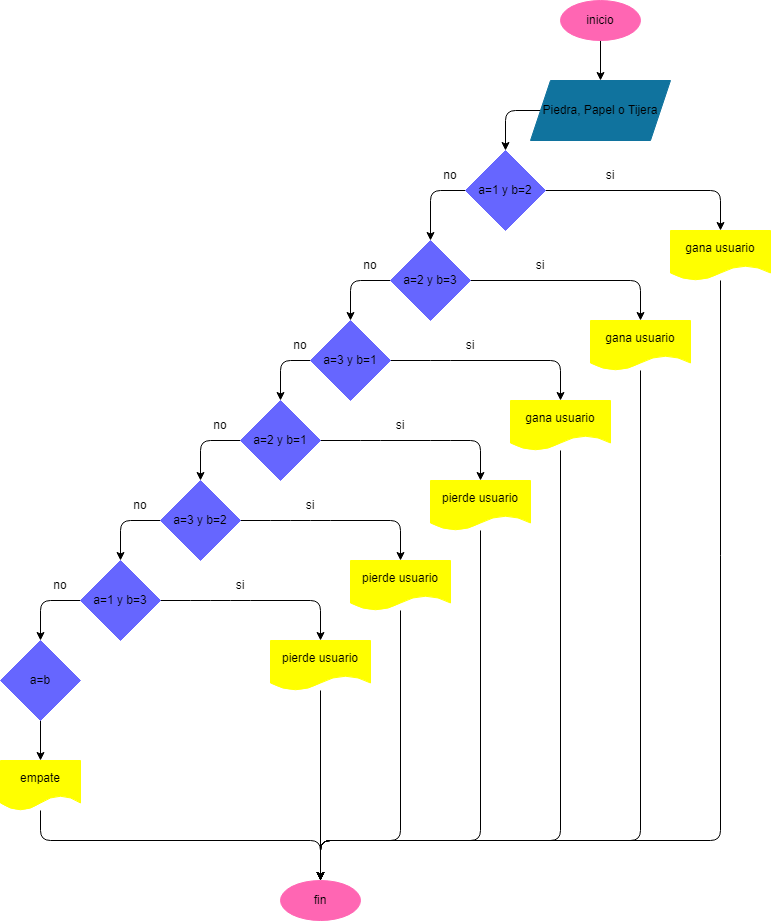 inicio
Piedra, Papel o Tijera
no
si
a=1 y b=2
gana usuario
no
si
a=2 y b=3
gana usuario
no
si
a=3 y b=1
gana usuario
no
si
a=2 y b=1
pierde usuario
no
si
a=3 y b=2
pierde usuario
no
si
a=1 y b=3
pierde usuario
a=b
empate
fin